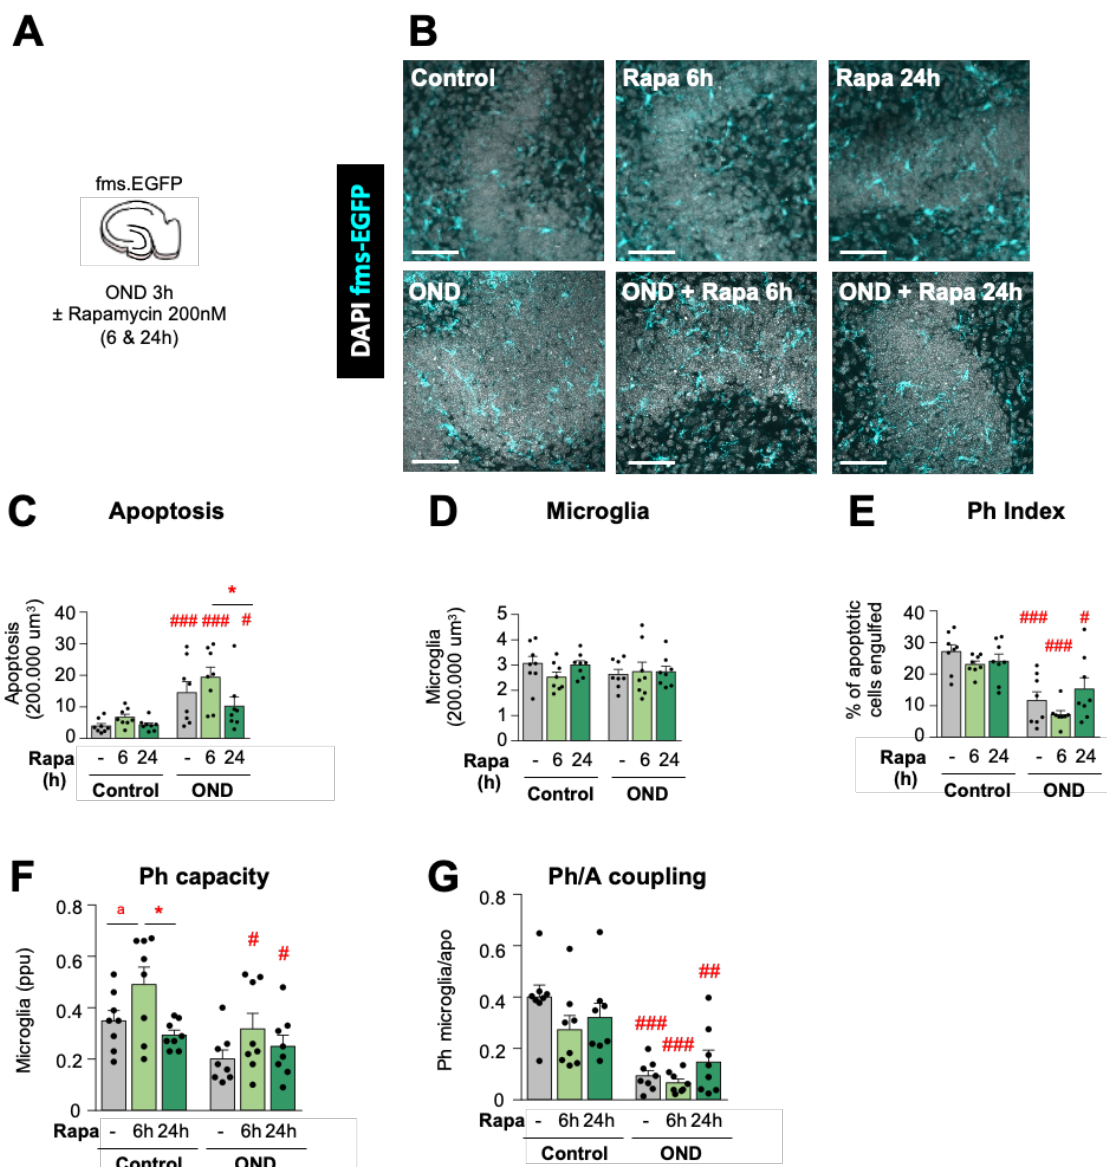 A
fms.EGFP
OND 3h
± Rapamycin 200nM
(6 & 24h)
B
DAPI fms-EGFP
Control
Rapa 6h
Rapa 24h
OND
OND + Rapa 6h
OND + Rapa 24h
C
Apoptosis
Apoptosis
(200.000 um³)
40
30
20
10
0
### ### #
*
Rapa
(h)
- 6 24 - 6 24
Control OND
D
Microglia
Microglia
(200.000 um³)
5
4
3
2
1
0
Rapa
(h)
- 6 24 - 6 24
Control OND
E
Ph Index
% of apoptotic
cells engulfed
40
30
20
10
0
### ### #
Rapa
(h)
- 6 24 - 6 24
Control OND
F
Ph capacity
Microglia (ppu)
0.8
0.6
0.4
0.2
0
a *
# #
Rapa - 6h 24h - 6h 24h
Control OND
G
Ph/A coupling
Ph microglia/apo
0.8
0.6
0.4
0.2
0
### ### ##
Rapa - 6h 24h - 6h 24h
Control OND